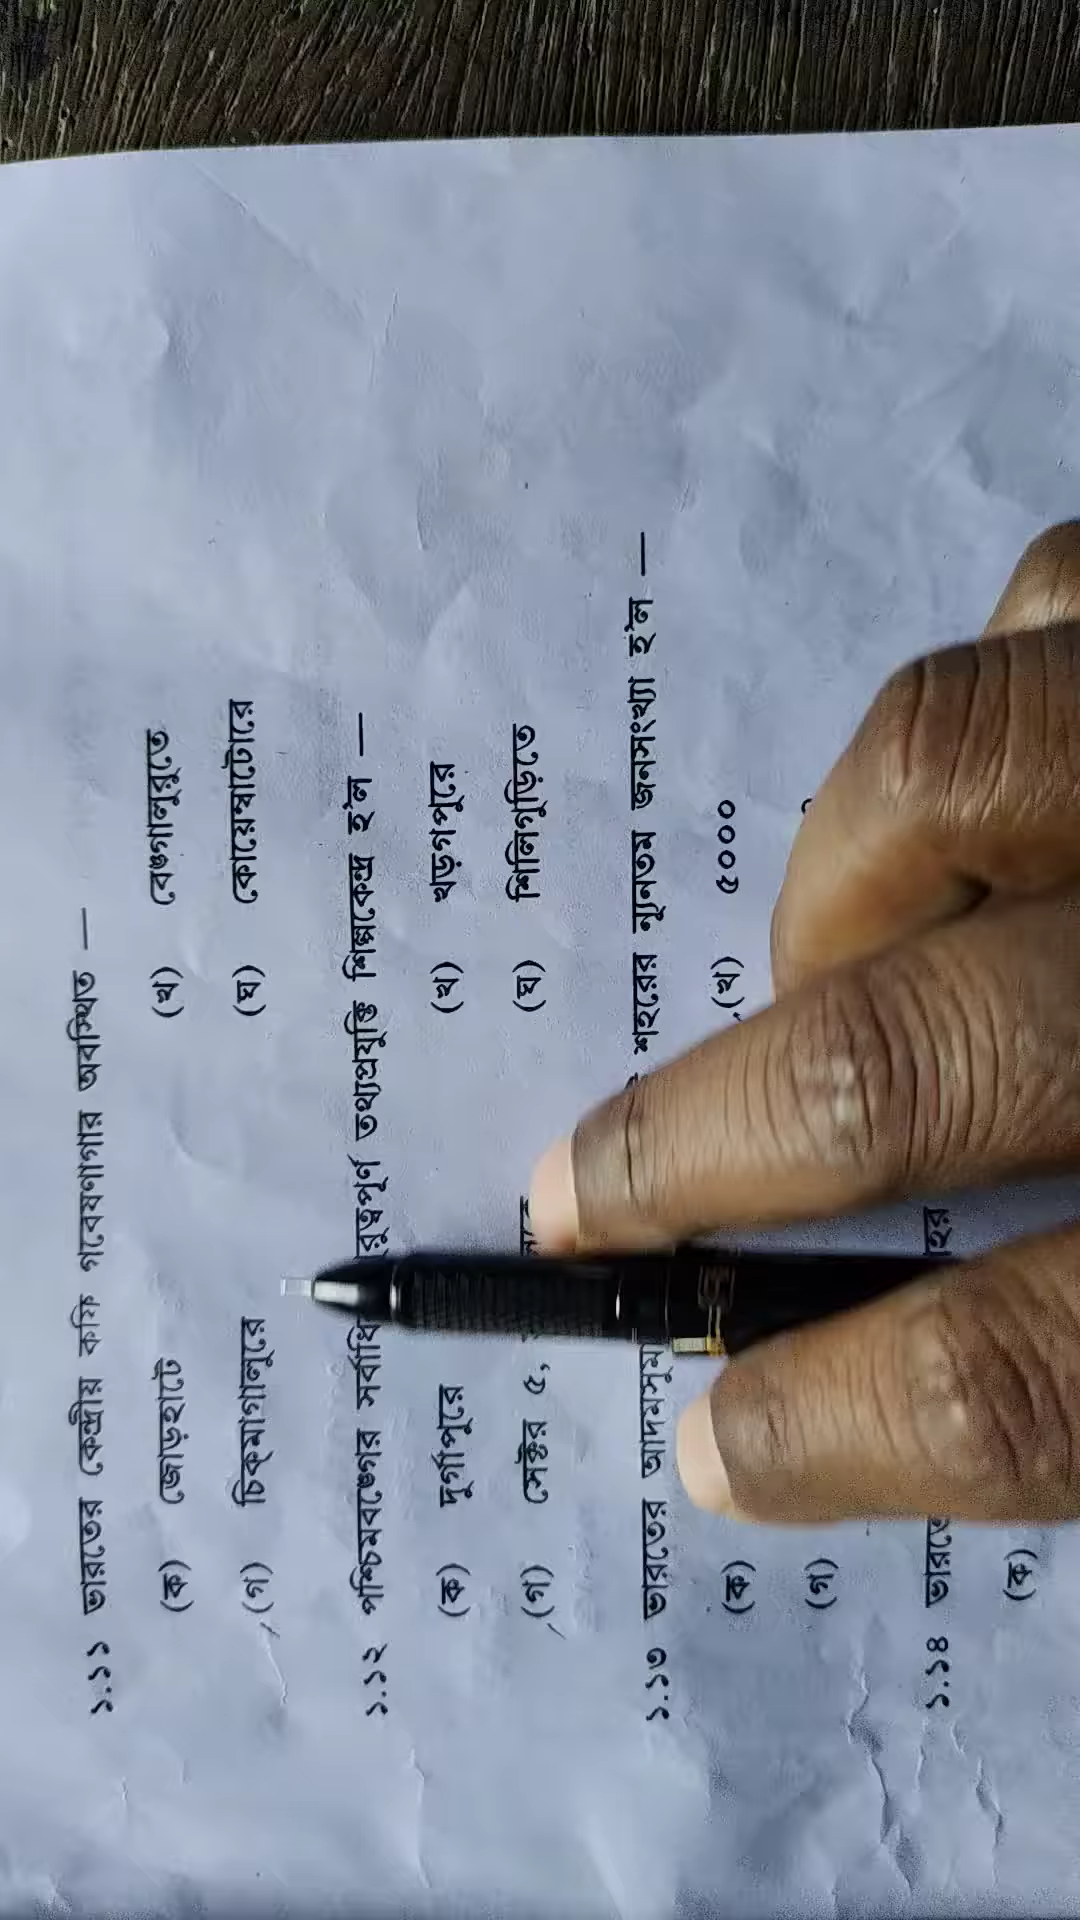 ১.১১ ভারতের কেন্দ্রীয় কফি গবেষণাগার অবস্থিত —
(ক) জোড়হাটে (খ) বেঙ্গালুরুতে
(গ) চিক্‌মাগালুরে (ঘ) কোয়েম্বাটোরে
১.১২ পশ্চিমবঙ্গের সর্বাধি রুত্বপূর্ণ তথ্যপ্রযুক্তি শিল্পকেন্দ্র হ'ল —
(ক) দুর্গাপুরে (খ) খড়গপুরে
(গ) সেক্টর ৫, (ঘ) শিলিগুড়িতে
১.১৩ ভারতের আদমসুমা শহরের ন্যূনতম জনসংখ্যা হ'ল —
(ক) (খ) ৫০০০
(গ)
১.১৪ ভারতে হর
(ক)